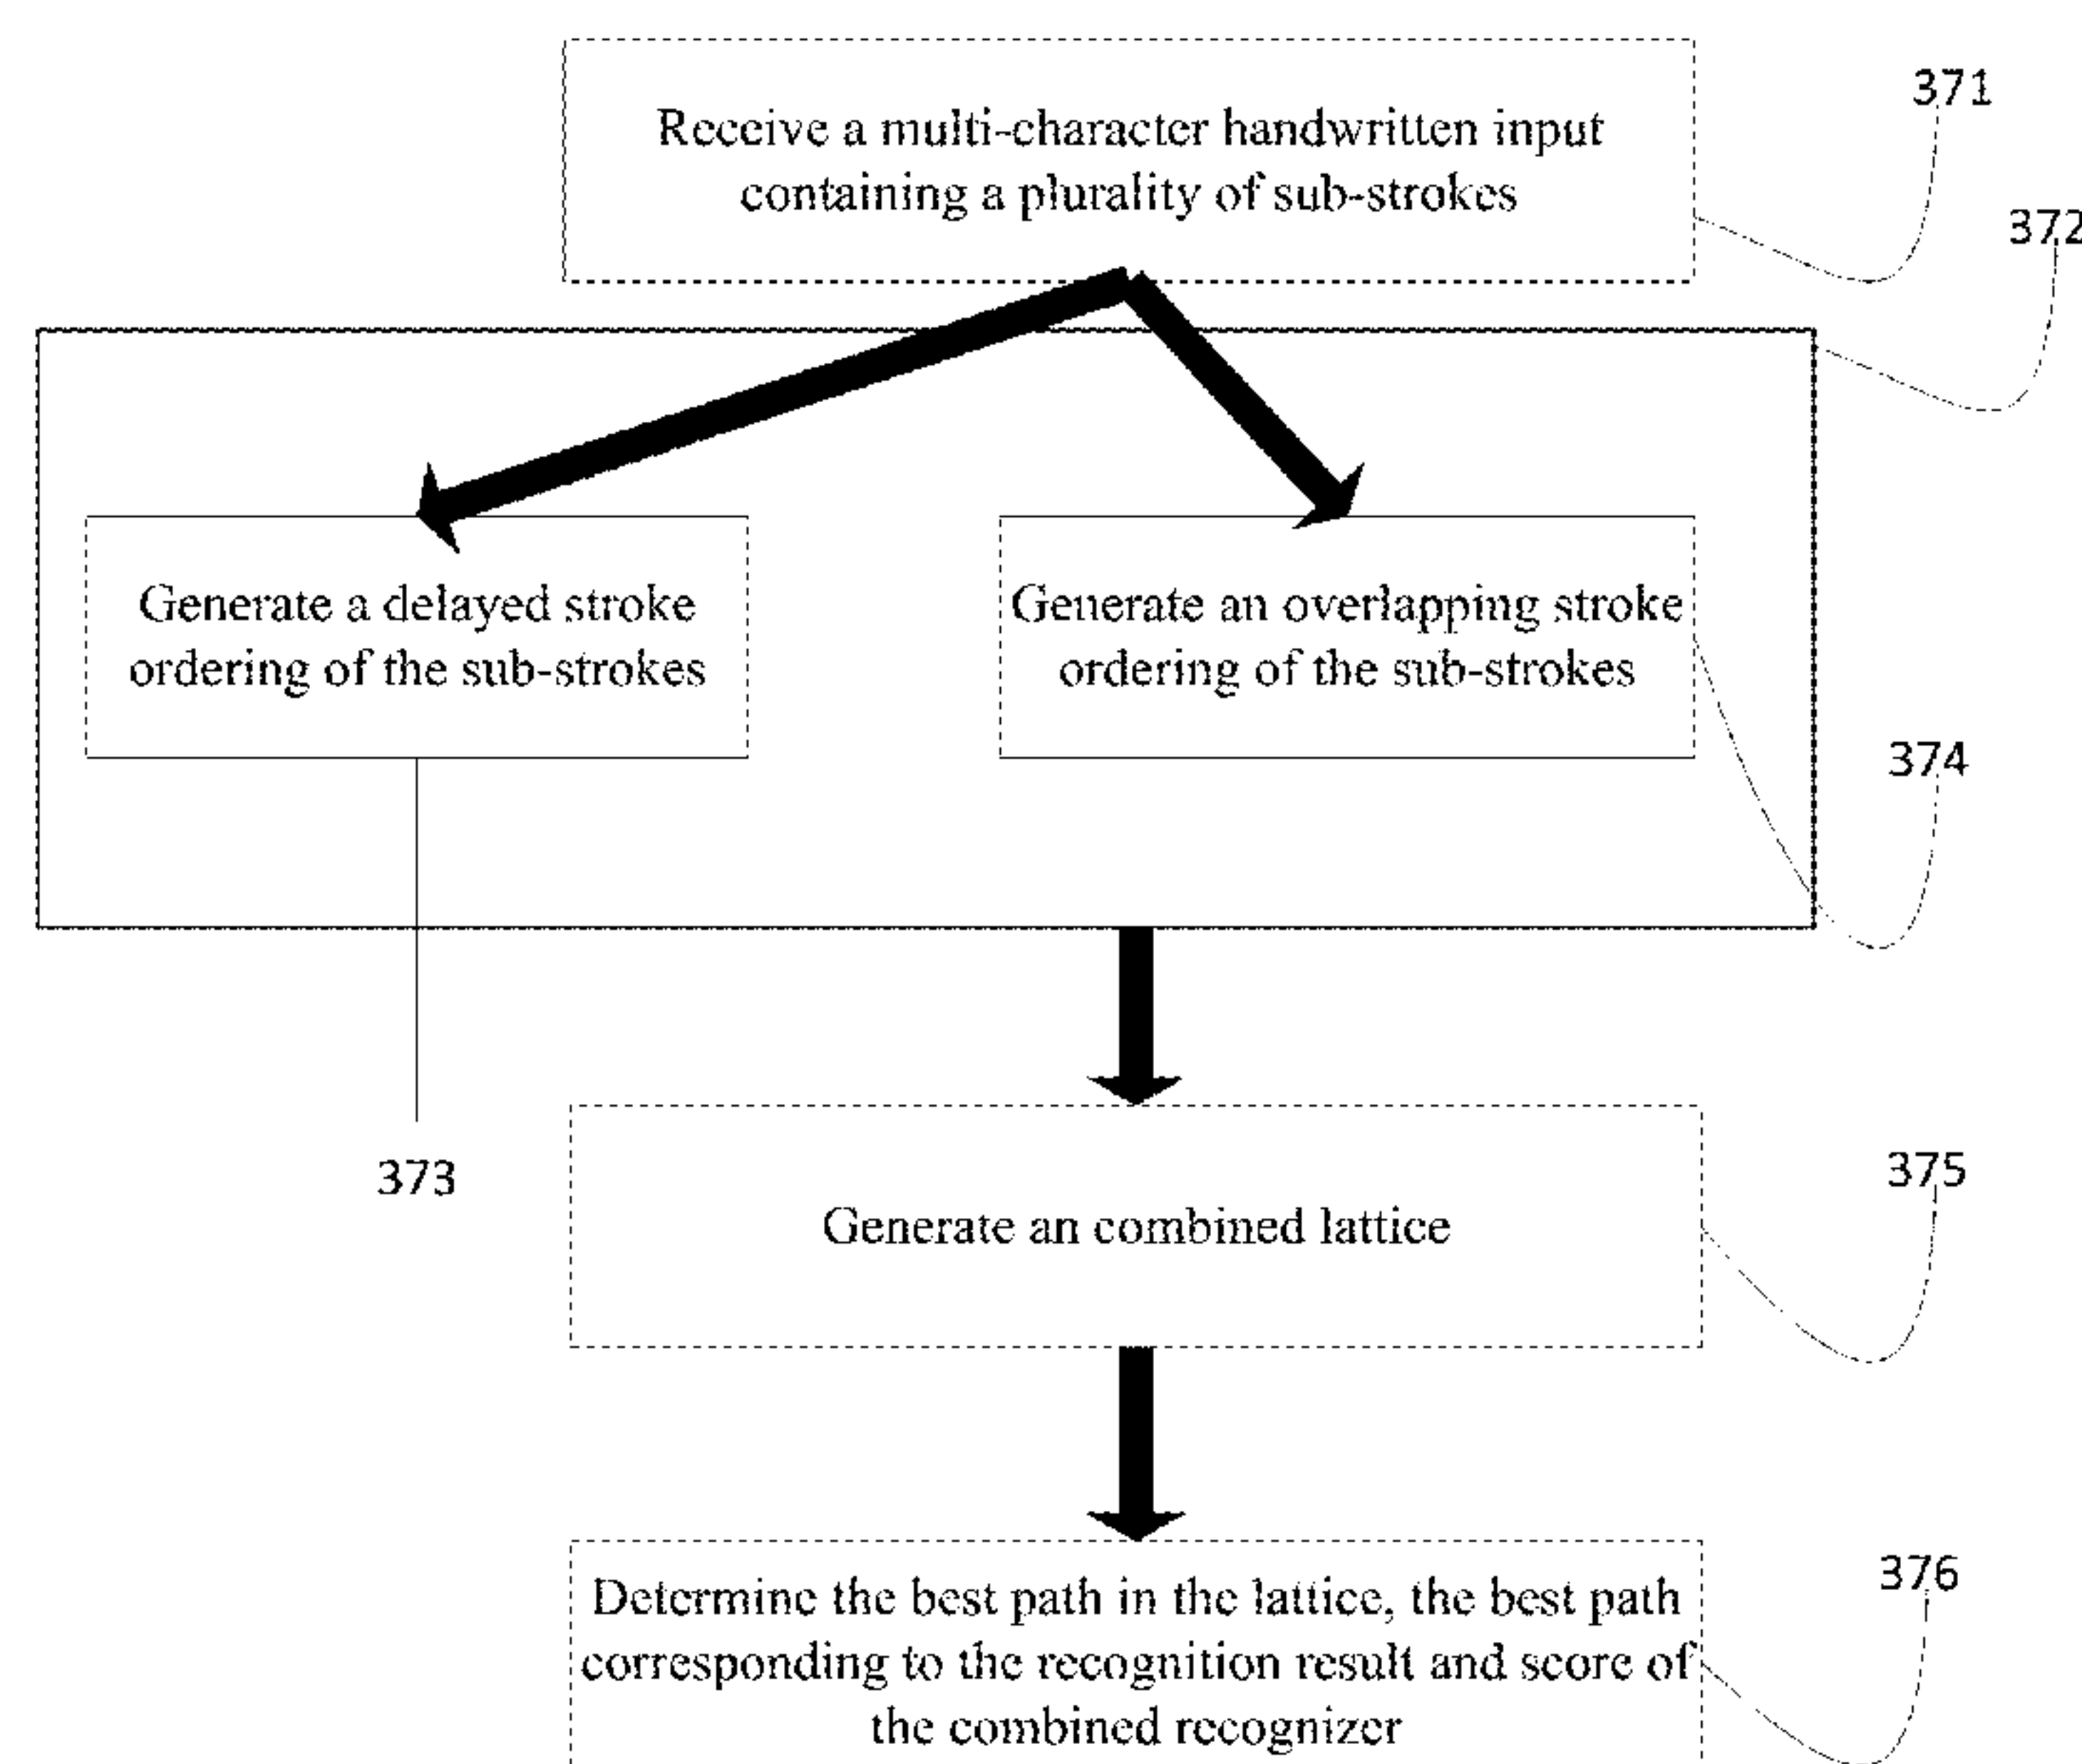 Receive a multi-character handwritten input
containing a plurality of sub-strokes
371
372
Generate a delayed stroke
ordering of the sub-strokes
Generate an overlapping stroke
ordering of the sub-strokes
374
373
Generate an combined lattice
375
Determine the best path in the lattice, the best path
corresponding to the recognition result and score of
the combined recognizer
376